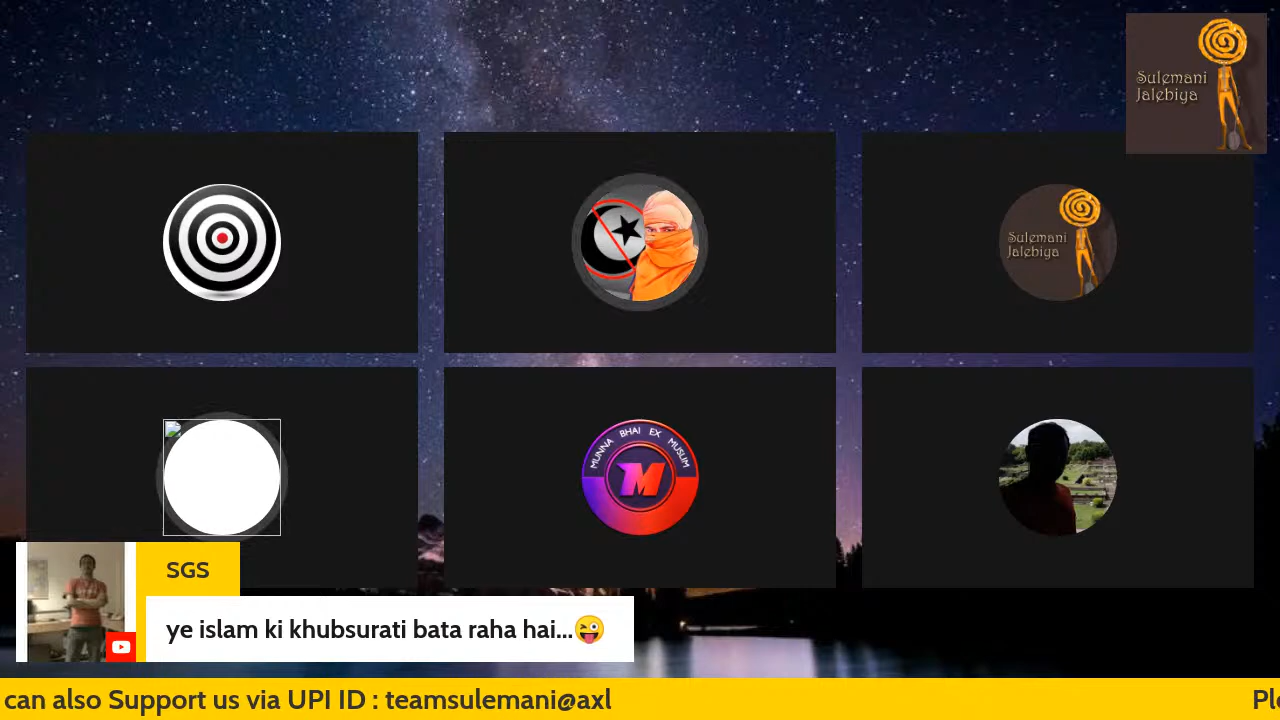 Sulemani
Jalebiya
Sulemani
Jalebiya
MUNNA BHAI EX MUSLIM
M
SGS
ye islam ki khubsurati bata raha hai...😜
can also Support us via UPI ID : teamsulemani@axl